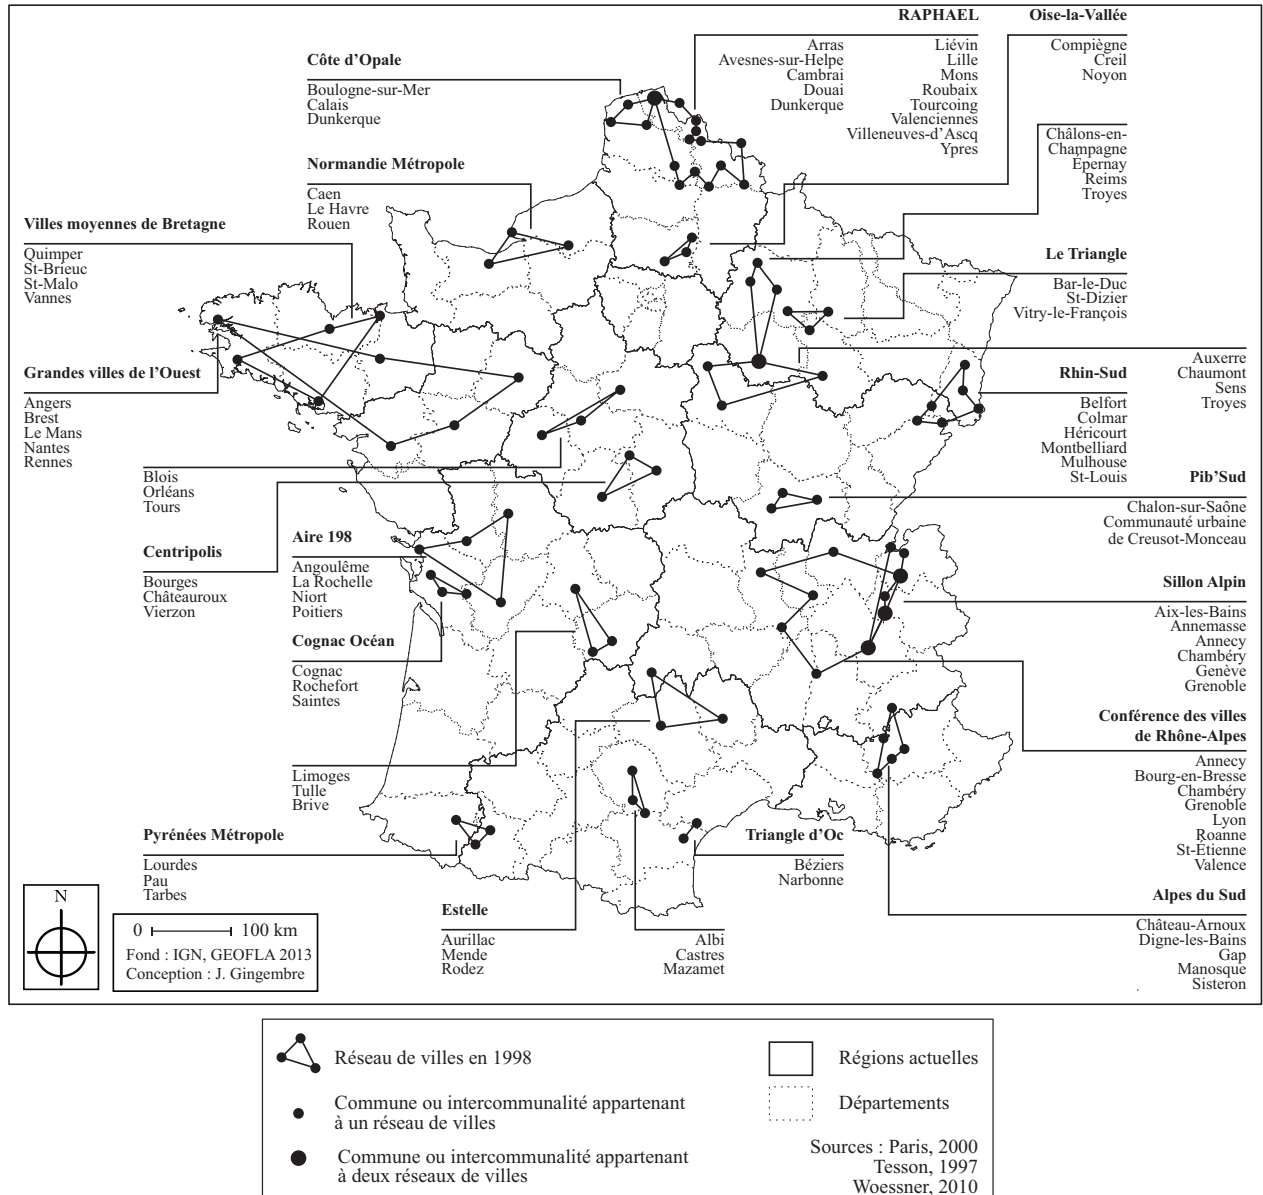 RAPHAEL
Arras
Avesnes-sur-Helpe
Cambrai
Douai
Dunkerque
Liévin
Lille
Mons
Roubaix
Tourcoing
Valenciennes
Villeneuves-d'Ascq
Ypres
Oise-la-Vallée
Compiègne
Creil
Noyon
Côte d'Opale
Boulogne-sur-Mer
Calais
Dunkerque
Châlons-en-
Champagne
Epernay
Reims
Troyes
Normandie Métropole
Caen
Le Havre
Rouen
Villes moyennes de Bretagne
Quimper
St-Brieuc
St-Malo
Vannes
Le Triangle
Bar-le-Duc
St-Dizier
Vitry-le-François
Auxerre
Chaumont
Sens
Troyes
Grandes villes de l'Ouest
Angers
Brest
Le Mans
Nantes
Rennes
Rhin-Sud
Belfort
Colmar
Héricourt
Montbelliard
Mulhouse
St-Louis
Blois
Orléans
Tours
Pib'Sud
Chalon-sur-Saône
Communauté urbaine
de Creusot-Monceau
Centripolis
Bourges
Châteauroux
Vierzon
Aire 198
Angoulême
La Rochelle
Niort
Poitiers
Sillon Alpin
Aix-les-Bains
Annemasse
Annecy
Chambéry
Genève
Grenoble
Cognac Océan
Cognac
Rochefort
Saintes
Conférence des villes
de Rhône-Alpes
Annecy
Bourg-en-Bresse
Chambéry
Grenoble
Lyon
Roanne
St-Étienne
Valence
Limoges
Tulle
Brive
Pyrénées Métropole
Lourdes
Pau
Tarbes
Triangle d'Oc
Béziers
Narbonne
Alpes du Sud
Château-Arnoux
Digne-les-Bains
Gap
Manosque
Sisteron
Estelle
Aurillac
Mende
Rodez
Albi
Castres
Mazamet
N
0 100 km
Fond : IGN, GEOFLA 2013
Conception : J. Gingembre
Réseau de villes en 1998
Commune ou intercommunalité appartenant
à un réseau de villes
Commune ou intercommunalité appartenant
à deux réseaux de villes
Régions actuelles
Départements
Sources : Paris, 2000
Tesson, 1997
Woessner, 2010